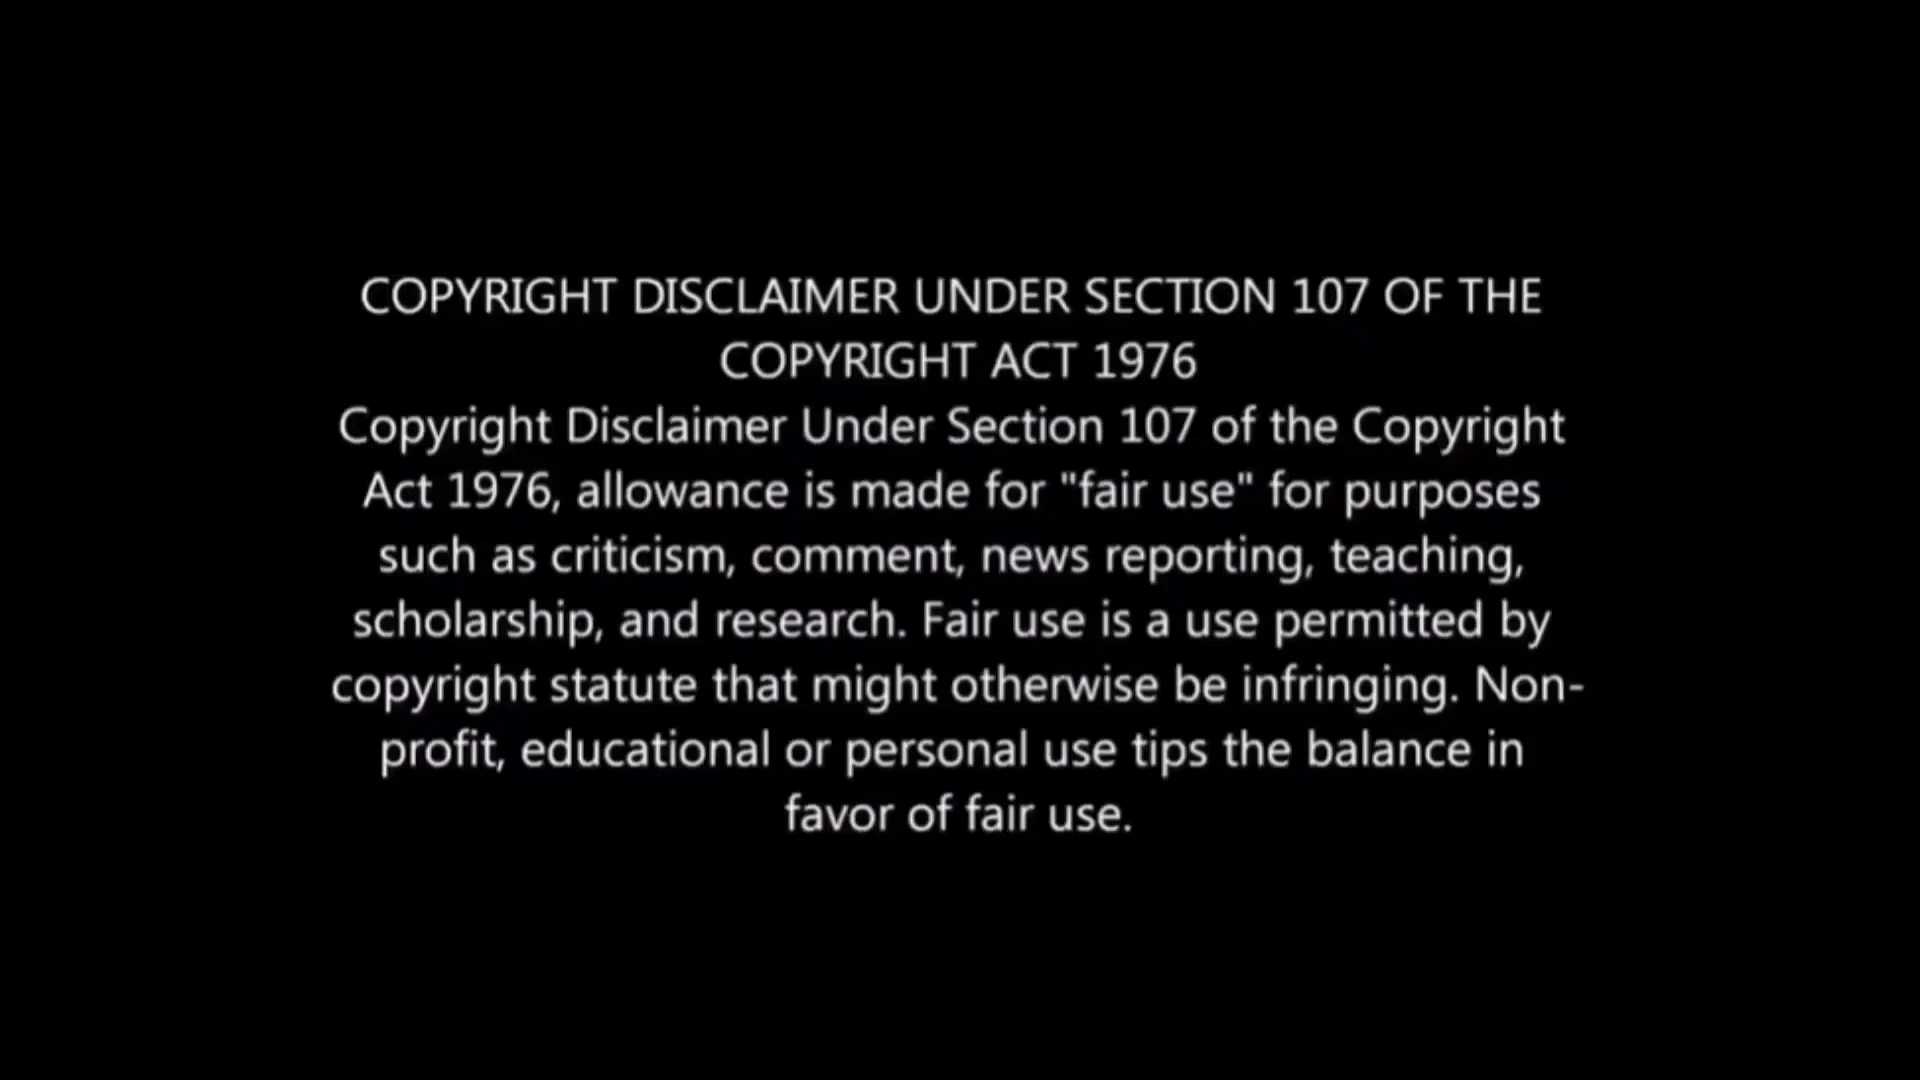 COPYRIGHT DISCLAIMER UNDER SECTION 107 OF THE
COPYRIGHT ACT 1976
Copyright Disclaimer Under Section 107 of the Copyright
Act 1976, allowance is made for "fair use" for purposes
such as criticism, comment, news reporting, teaching,
scholarship, and research. Fair use is a use permitted by
copyright statute that might otherwise be infringing. Non-
profit, educational or personal use tips the balance in
favor of fair use.